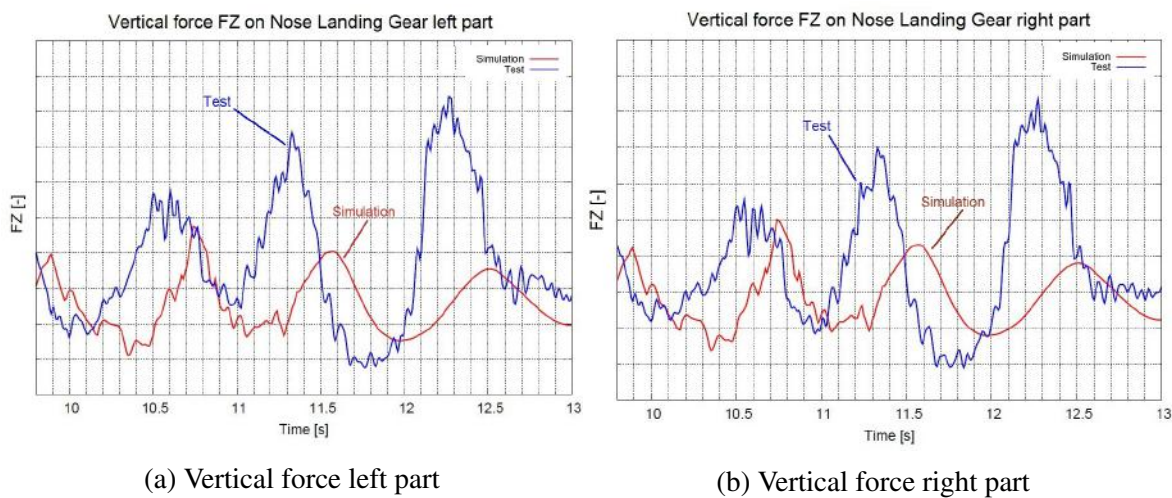 Vertical force FZ on Nose Landing Gear left part
Simulation
Test
Test
Simulation
FZ [-]
10 10.5 11 11.5 12 12.5 13
Time [s]
(a) Vertical force left part
Vertical force FZ on Nose Landing Gear right part
Simulation
Test
Test
Simulation
FZ [-]
10 10.5 11 11.5 12 12.5 13
Time [s]
(b) Vertical force right part